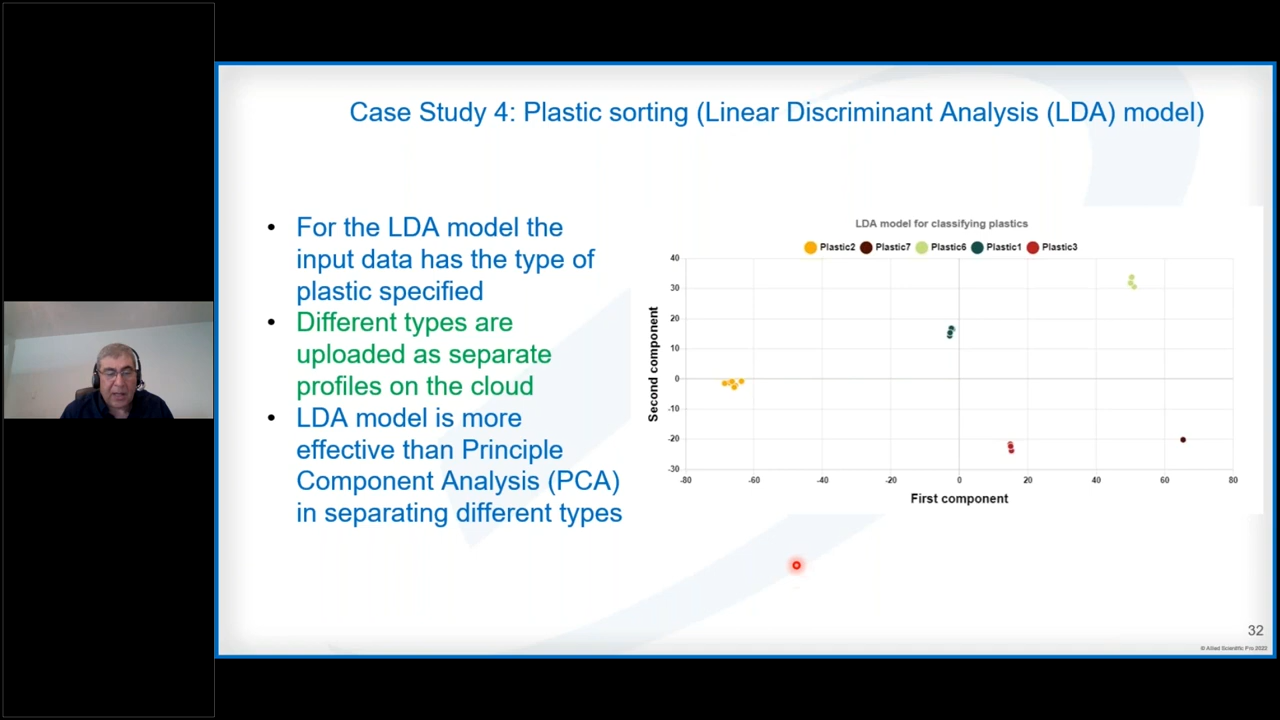 Case Study 4: Plastic sorting (Linear Discriminant Analysis (LDA) model)
• For the LDA model the
input data has the type of
plastic specified
• Different types are
uploaded as separate
profiles on the cloud
• LDA model is more
effective than Principle
Component Analysis (PCA)
in separating different types
LDA model for classifying plastics
Plastic2 Plastic7 Plastic6 Plastic1 Plastic3
Second component
40
30
20
10
0
-10
-20
-30
-80 -60 -40 -20 0 20 40 60 80
First component
32
© Allied Scientific Pro 2022